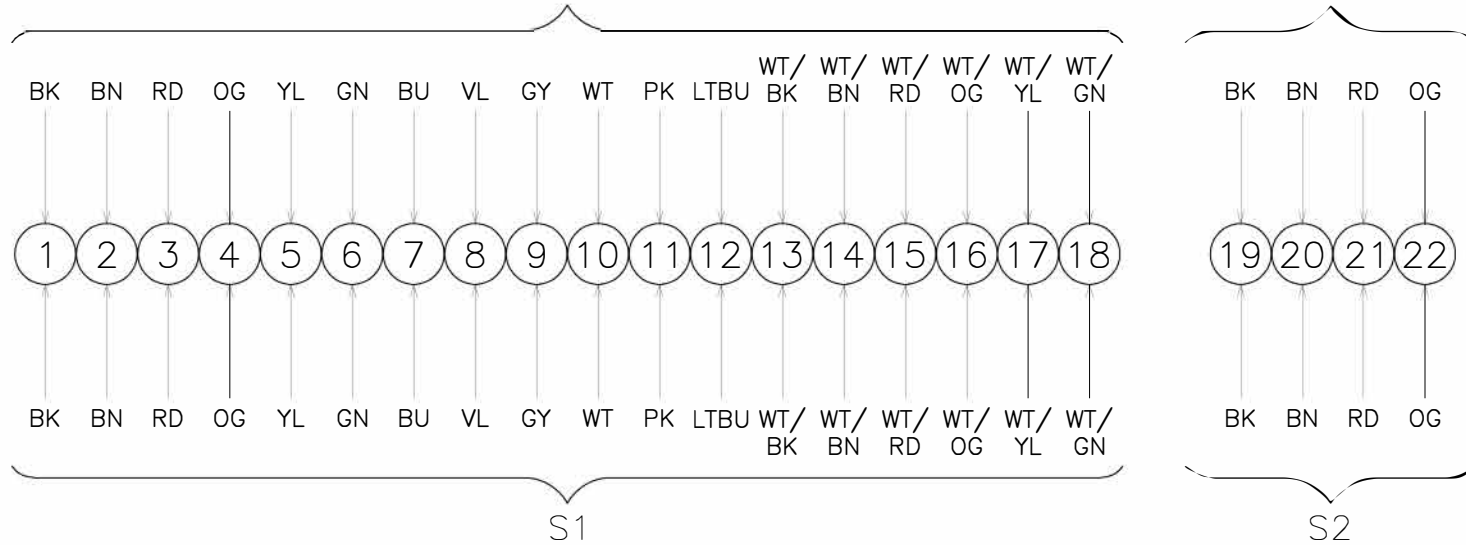 WT/ WT/ WT/ WT/ WT/ WT/
BK BN RD OG YL GN BU VL GY WT PK LTBU BK BN RD OG YL GN BK BN RD OG
1 2 3 4 5 6 7 8 9 10 11 12 13 14 15 16 17 18 19 20 21 22
BK BN RD OG YL GN BU VL GY WT PK LTBU WT/ WT/ WT/ WT/ WT/ WT/ BK BN RD OG
BK BN RD OG YL GN
S1 S2